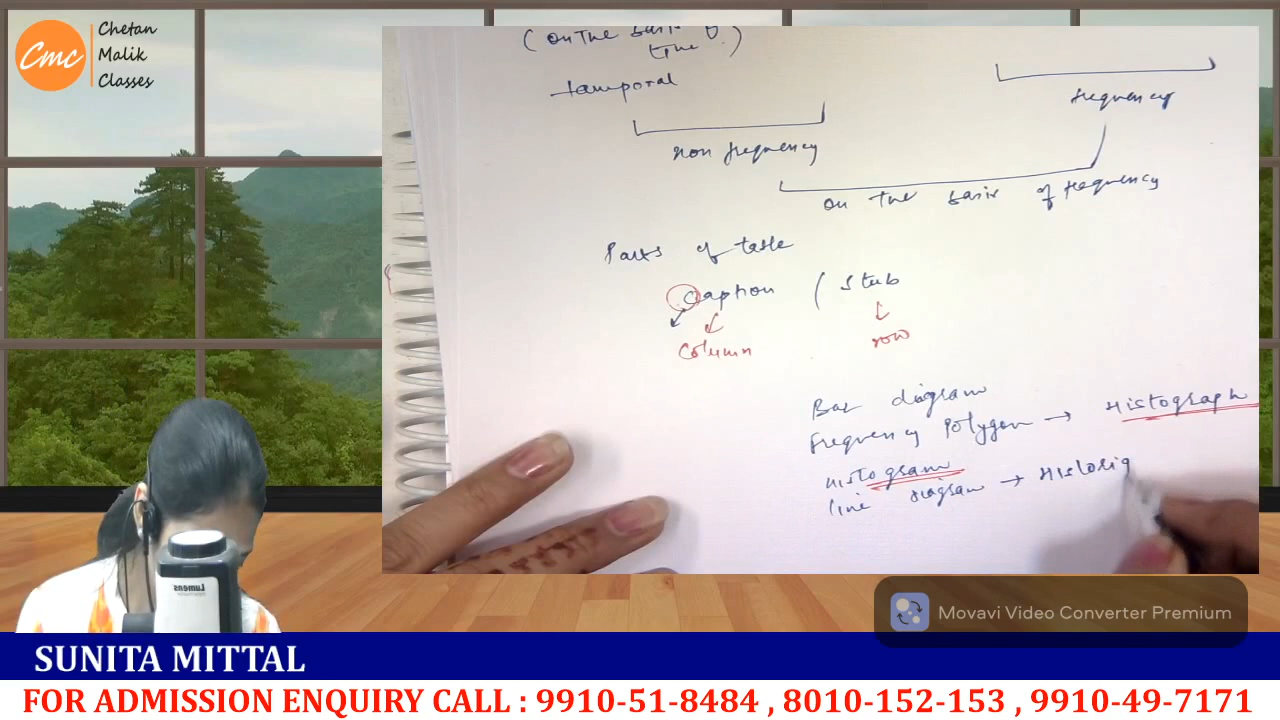 Cmc
Chetan
Malik
Classes
(on the basis
time.)
tamporal
frequency
non frequency
on the basis of frequency
Parts of table
Caption ( Stub
Column row
Bar diagram
Frequency Polygon → Histograph
Histogram
line diagram → Historig
Lumens
Movavi Video Converter Premium
SUNITA MITTAL
FOR ADMISSION ENQUIRY CALL : 9910-51-8484 , 8010-152-153 , 9910-49-7171